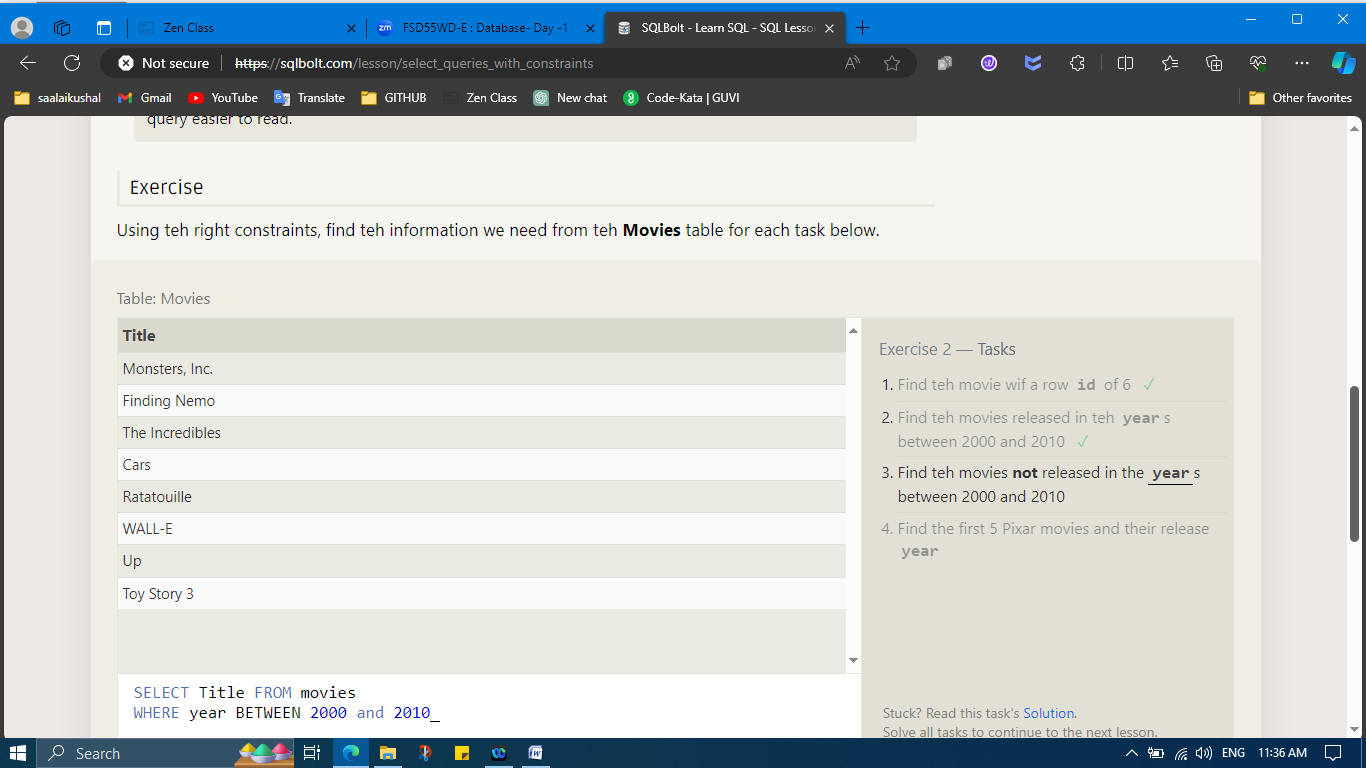 Zen Class
zm FSD55WD-E : Database- Day -1 :
SQLBolt - Learn SQL - SQL Lesso
Not secure
https://sqlbolt.com/lesson/select_queries_with_constraints
saalaikushal
Gmail
YouTube
Translate
GITHUB
Zen Class
New chat
Code-Kata | GUVI
Other favorites
query easier to read.
Exercise
Using teh right constraints, find teh information we need from teh Movies table for each task below.
Table: Movies
Title
Monsters, Inc.
Finding Nemo
The Incredibles
Cars
Ratatouille
WALL-E
Up
Toy Story 3
SELECT Title FROM movies
WHERE year BETWEEN 2000 and 2010_
Exercise 2 — Tasks
1. Find teh movie wif a row id of 6 ✓
2. Find teh movies released in teh year s
between 2000 and 2010 ✓
3. Find teh movies not released in the year s
between 2000 and 2010
4. Find the first 5 Pixar movies and their release
year
Stuck? Read this task's Solution.
Solve all tasks to continue to the next lesson.
Search
ENG
11:36 AM